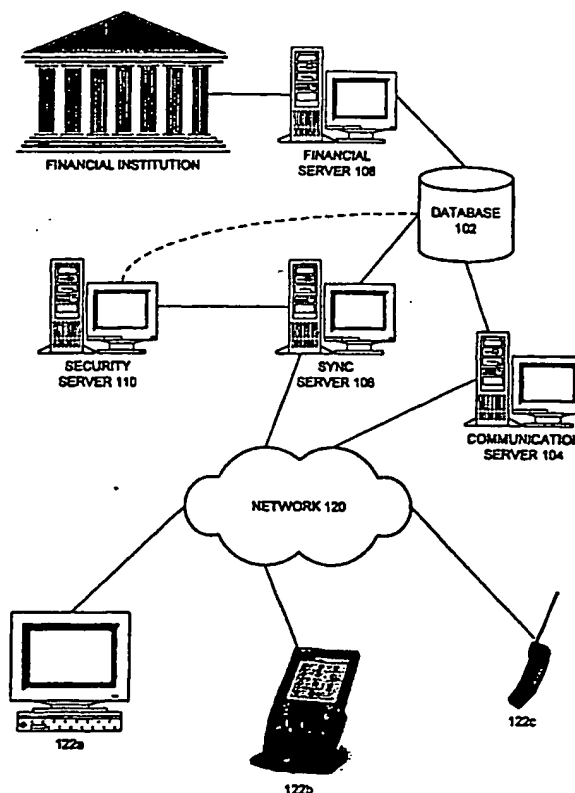 FINANCIAL INSTITUTION
FINANCIAL
SERVER 108
DATABASE
102
SECURITY
SERVER 110
SYNC
SERVER 106
COMMUNICATION
SERVER 104
NETWORK 120
122a
122b
122c